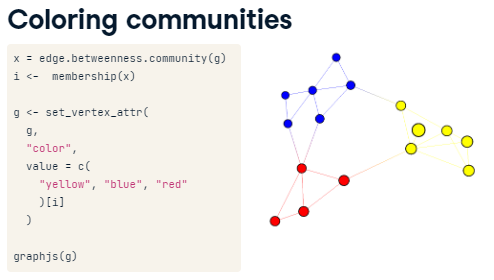 Coloring communities
x = edge.betweenness.community(g)
i <-  membership(x)
g <- set_vertex_attr(
  g,
  "color",
  value = c(
    "yellow", "blue", "red"
    )[i]
  )
graphjs(g)